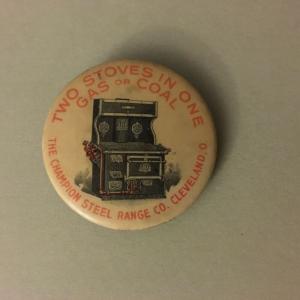 TWO STOVES IN ONE
GAS OR COAL
THE CHAMPION STEEL RANGE CO. CLEVELAND, O